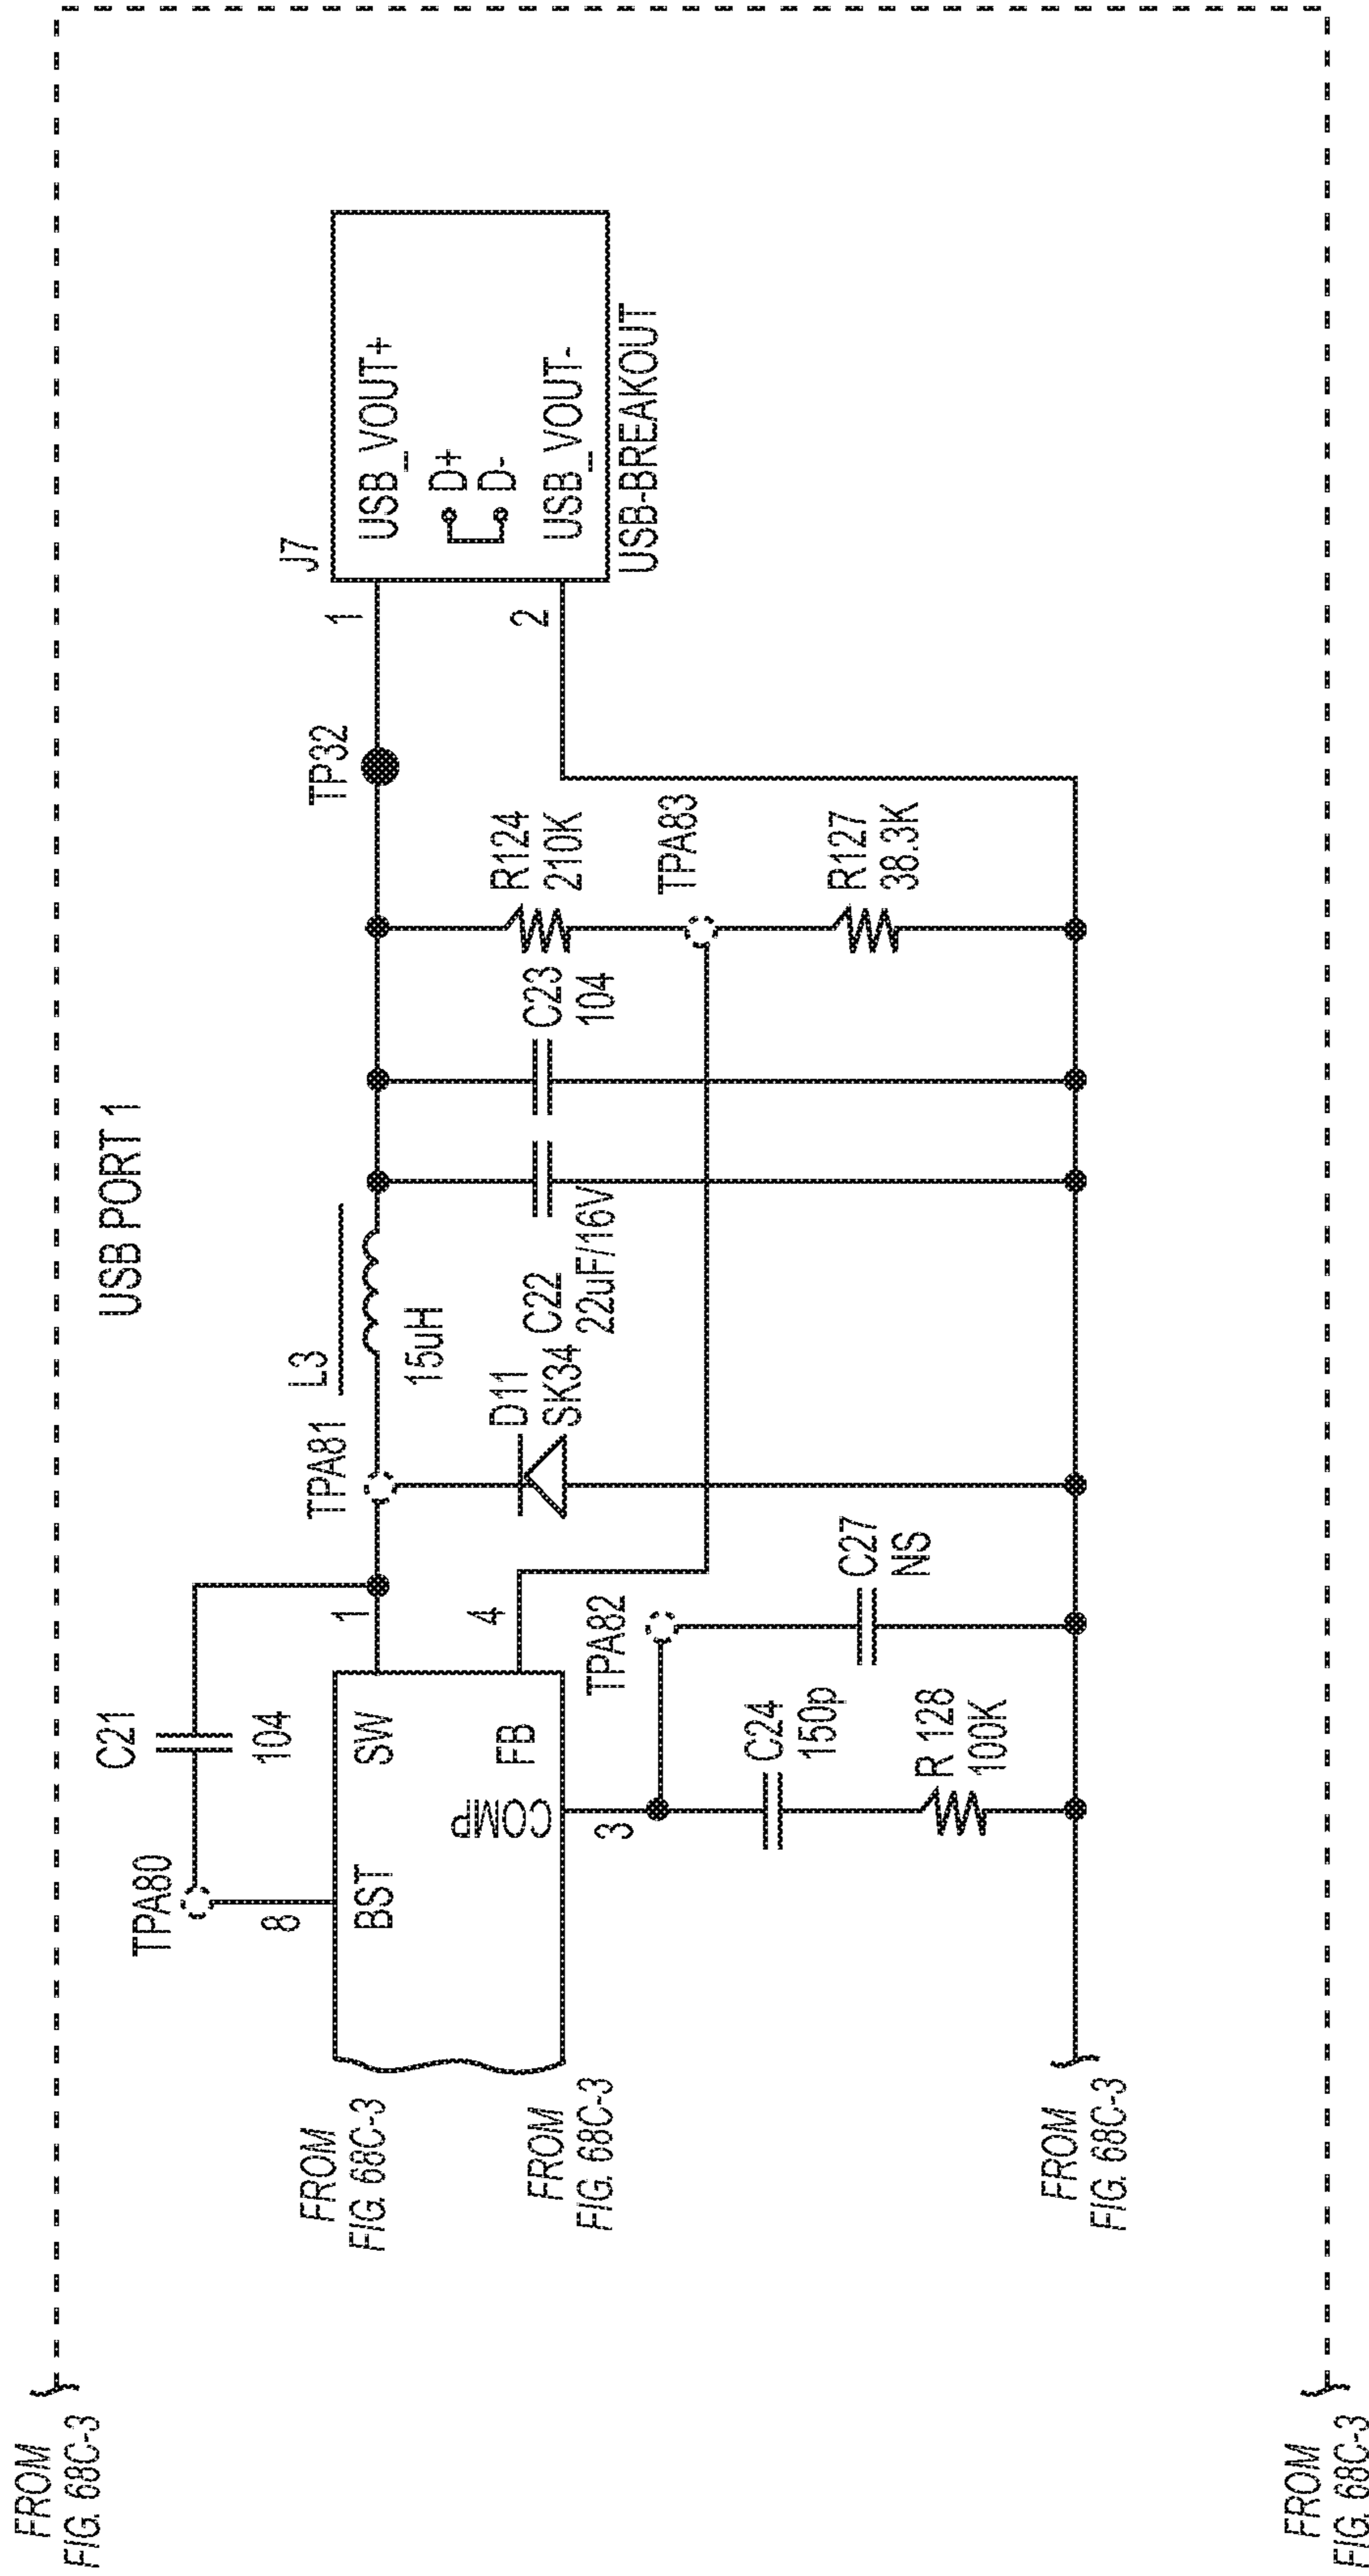 USB PORT 1
FROM
FIG. 68C-3
TPA80
C21
104
8
BST
SW
1
COMP
FB
4
3
TPA81
L3
15uH
D11
SK34
C22
22uF/16V
C23
104
R124
210K
TPA83
R127
38.3K
TP32
1
2
J7
USB_VOUT+
D+
D-
USB_VOUT-
USB-BREAKOUT
TPA82
C24
150p
R 128
100K
C27
NS
FROM
FIG. 68C-3
FROM
FIG. 68C-3
FROM
FIG. 68C-3
FROM
FIG. 68C-3